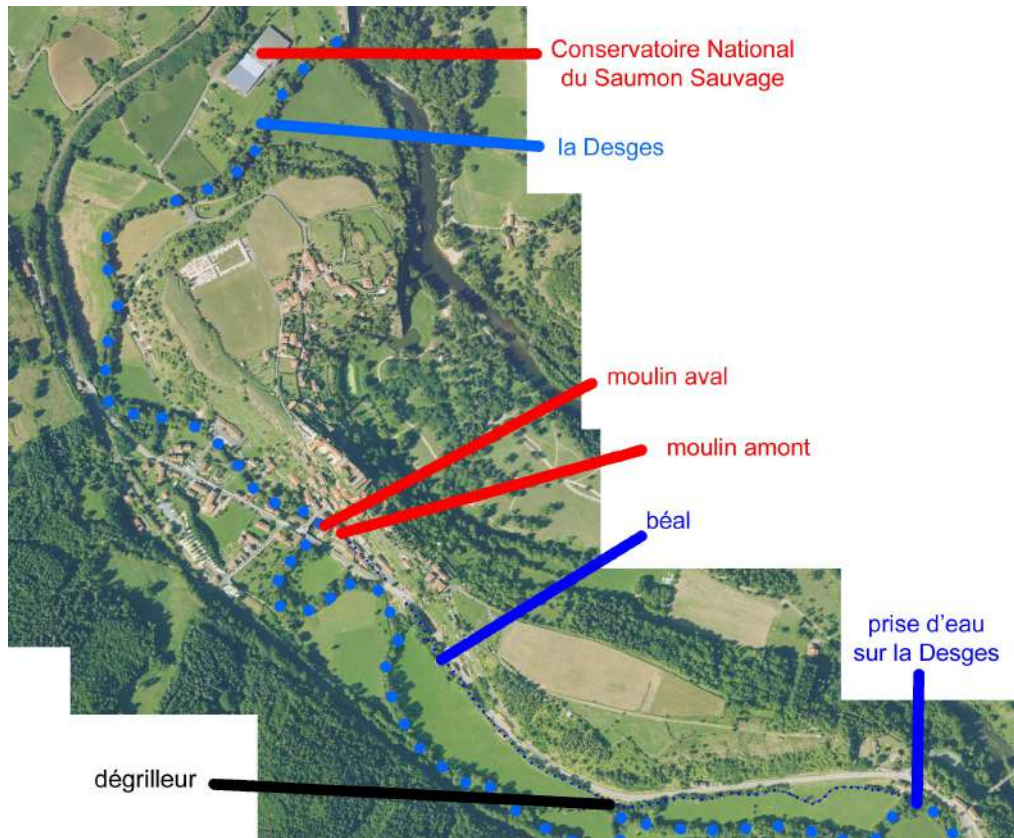 Conservatoire National
du Saumon Sauvage
la Desges
moulin aval
moulin amont
béal
prise d'eau
sur la Desges
dégrilleur